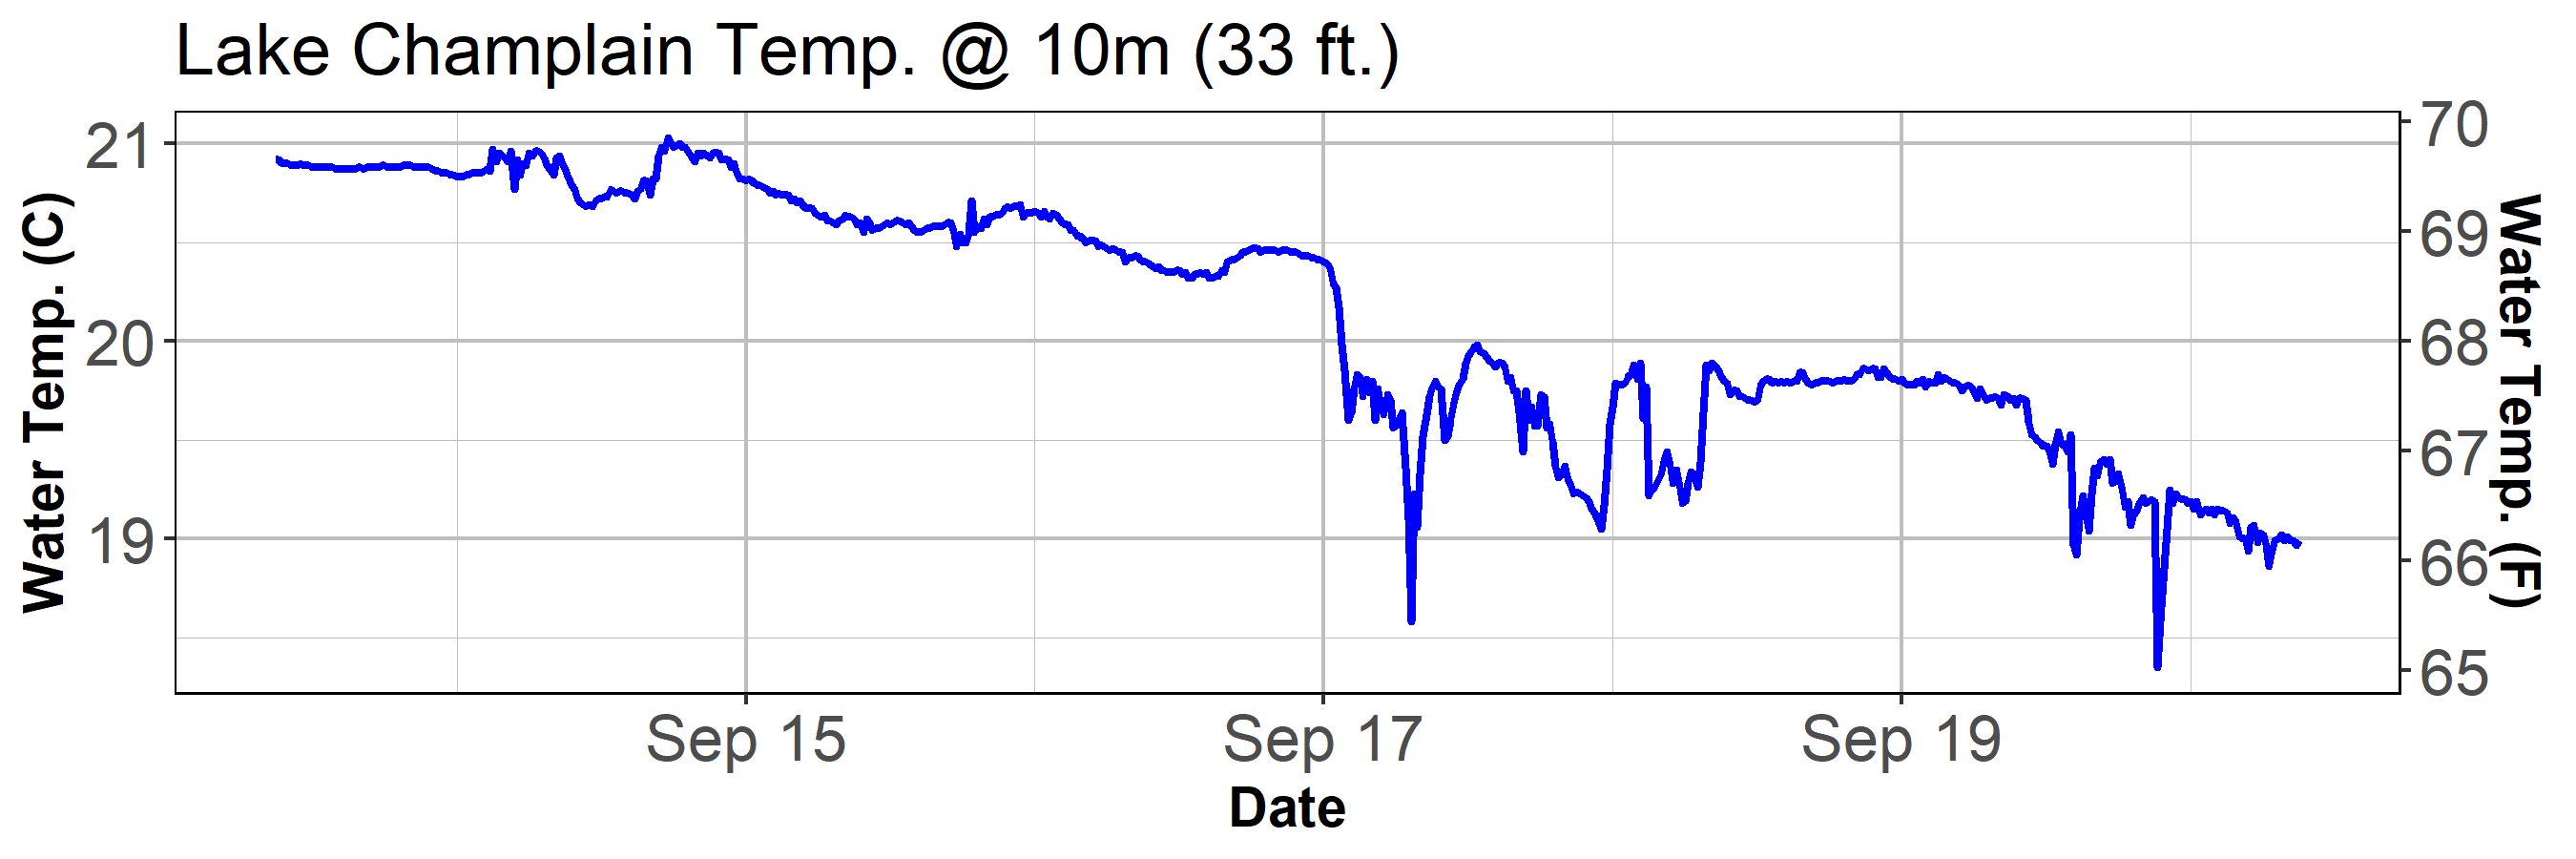 Lake Champlain Temp. @ 10m (33 ft.)
Water Temp. (C)
21
20
19
70
69
68
67
66
65
Water Temp. (F)
Sep 15
Sep 17
Sep 19
Date